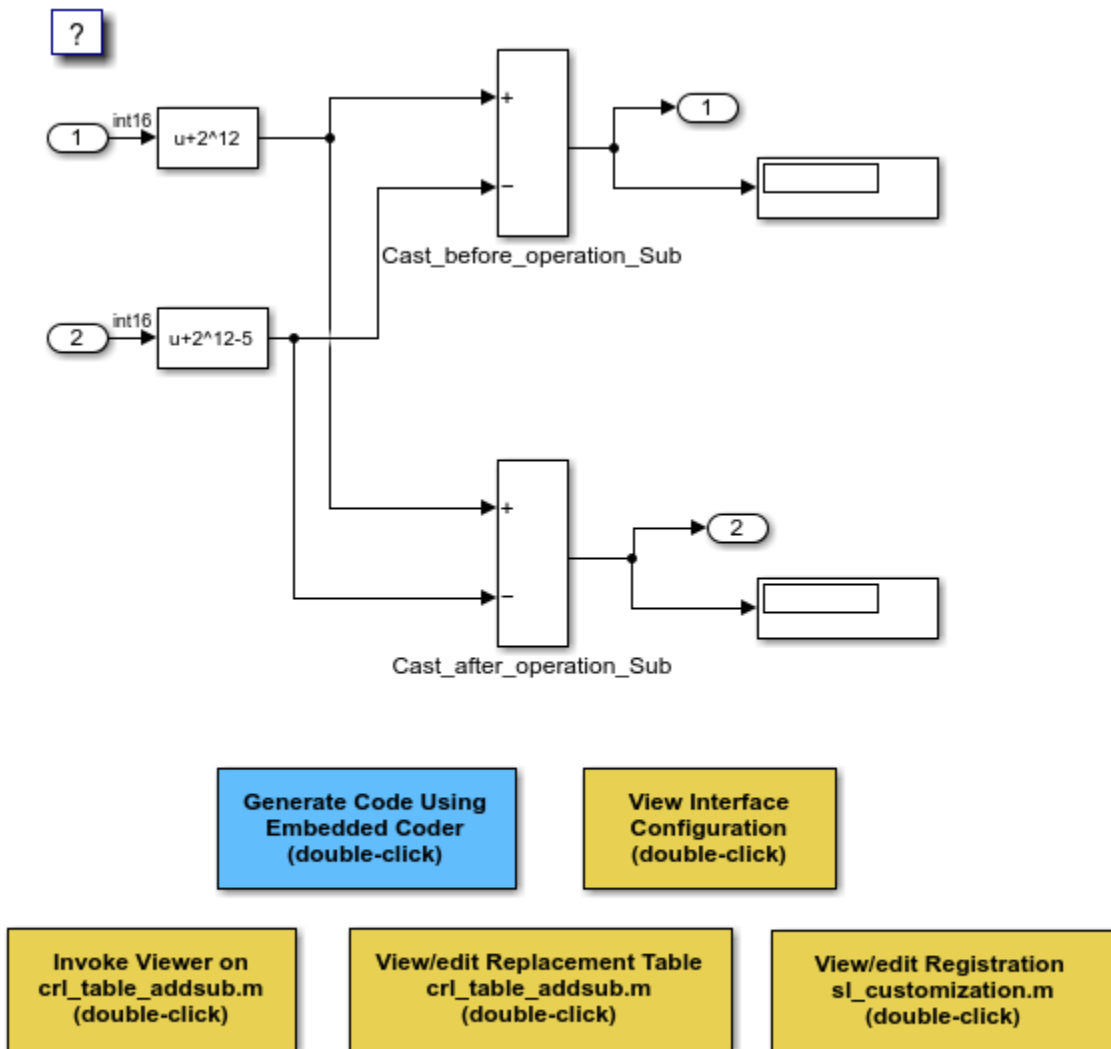 ?
+
1
int16
1
u+2^12
−
Cast_before_operation_Sub
int16
2
u+2^12-5
+
2
−
Cast_after_operation_Sub
Generate Code Using
Embedded Coder
(double-click)
View Interface
Configuration
(double-click)
Invoke Viewer on
crl_table_addsub.m
(double-click)
View/edit Replacement Table
crl_table_addsub.m
(double-click)
View/edit Registration
sl_customization.m
(double-click)